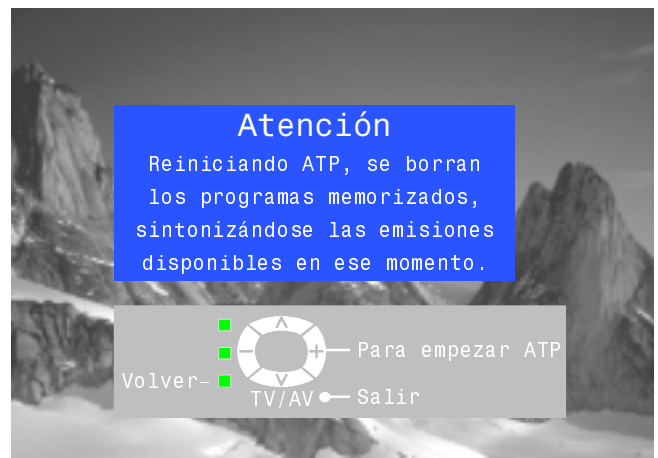 Atención
Reiniciando ATP, se borran
los programas memorizados,
sintonizándose las emisiones
disponibles en ese momento.
Para empezar ATP
Volver
TV/AV Salir